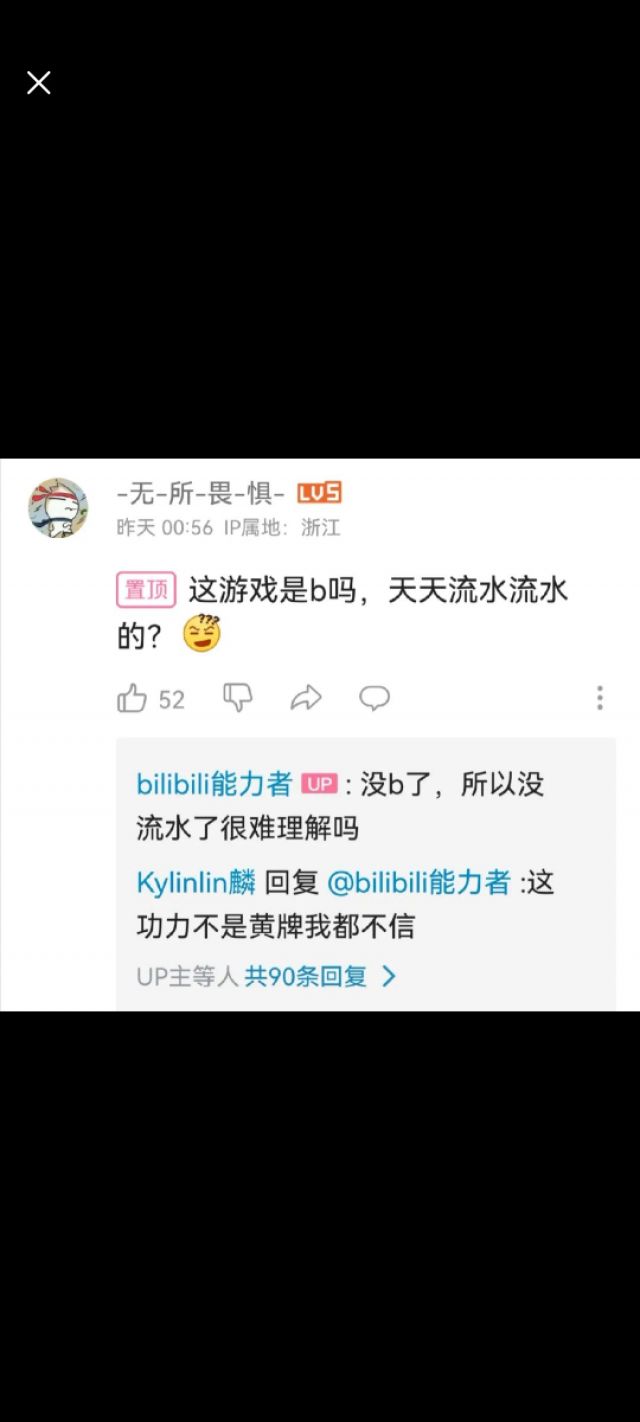 -无-所-畏-惧- LV5
昨天 00:56 IP属地：浙江
置顶 这游戏是b吗，天天流水流水
的？
52
bilibili能力者 UP : 没b了，所以没
流水了很难理解吗
Kylinlin麟 回复 @bilibili能力者 :这
功力不是黄牌我都不信
UP主等人 共90条回复